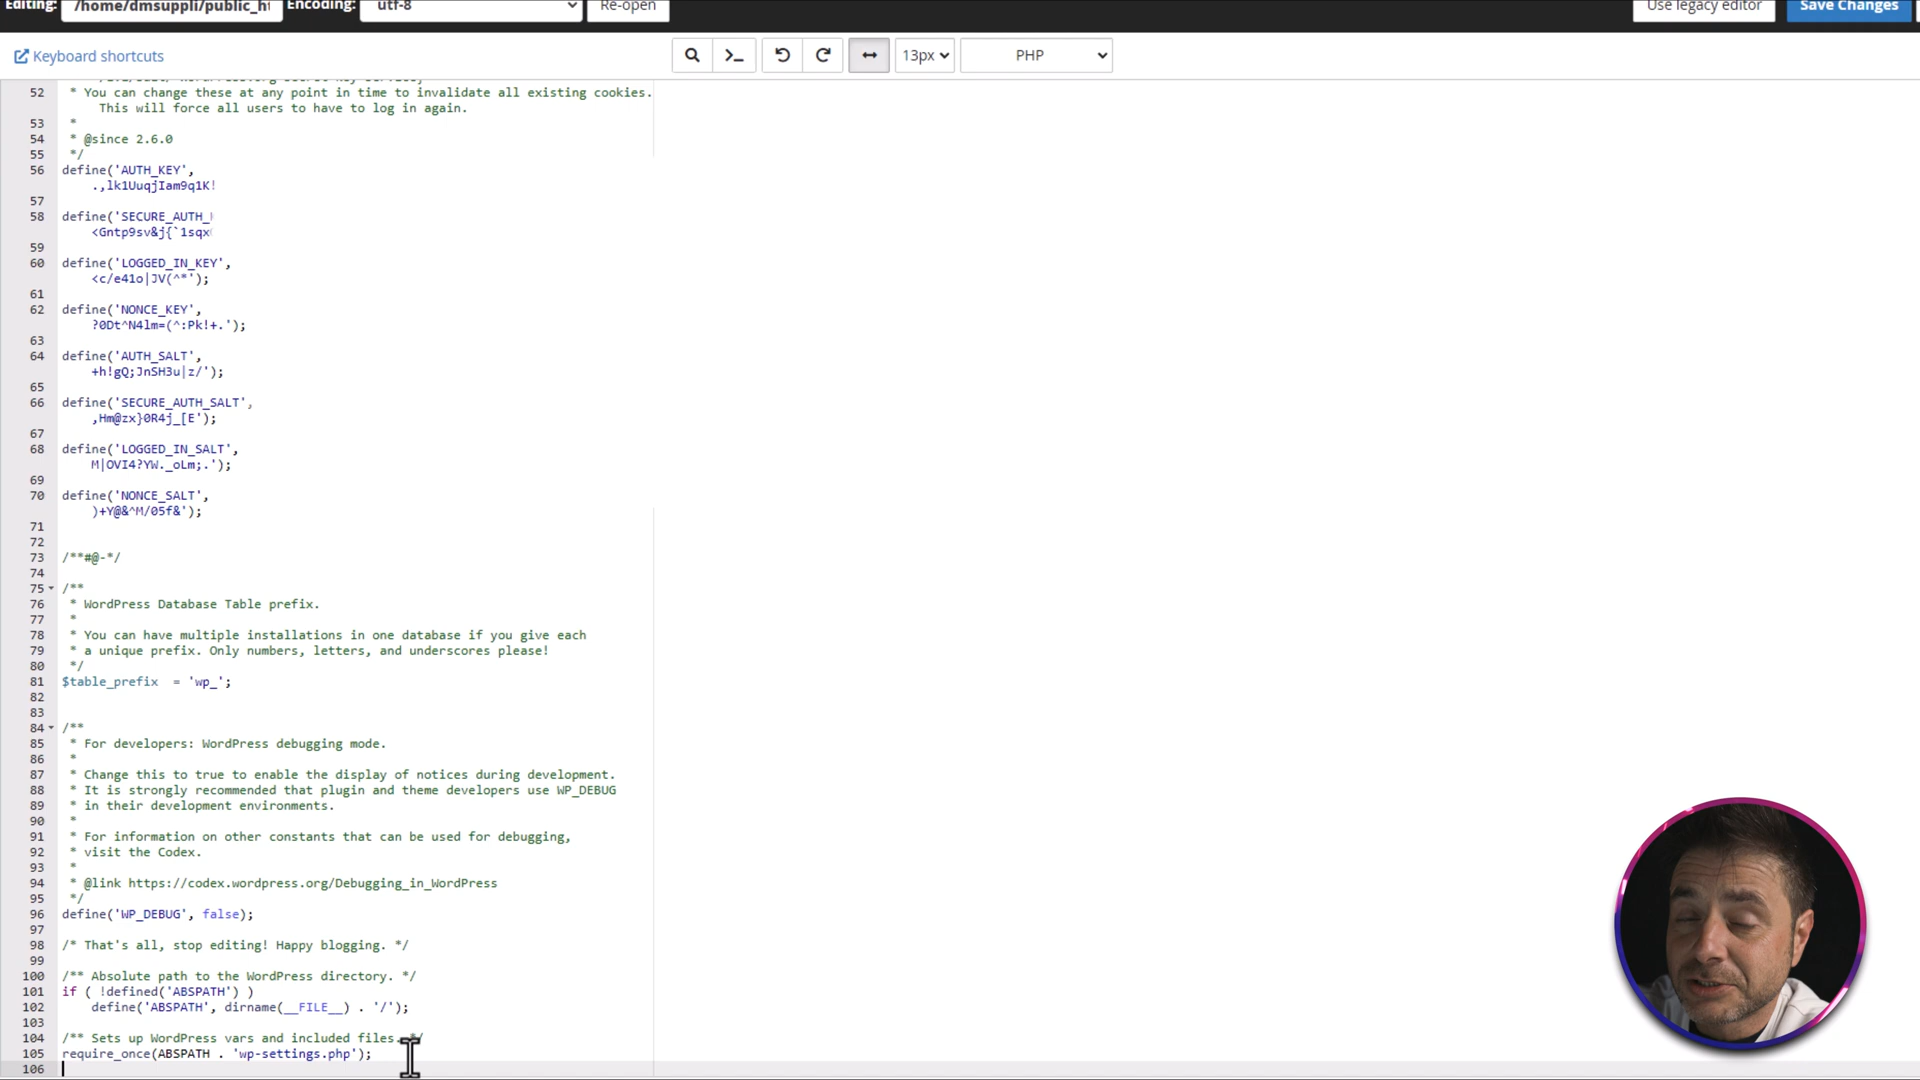 Editing: /home/dmsuppli/public_ht Encoding: utf-8 Re-open Use legacy editor Save Changes
Keyboard shortcuts 13px PHP
52 * You can change these at any point in time to invalidate all existing cookies.
This will force all users to have to log in again.
53 *
54 * @since 2.6.0
55 */
56 define('AUTH_KEY',
.,lk1UuqjIam9q1K!
57
58 define('SECURE_AUTH_
<Gntp9sv&j{`1sqx
59
60 define('LOGGED_IN_KEY',
<c/e41o|JV(^*');
61
62 define('NONCE_KEY',
?0Dt^N4lm=(^:Pk!+.');
63
64 define('AUTH_SALT',
+h!gQ;JnSH3u|z/');
65
66 define('SECURE_AUTH_SALT',
,Hm@zx}0R4j_[E');
67
68 define('LOGGED_IN_SALT',
M|OVI4?YW._oLm;.');
69
70 define('NONCE_SALT',
)+Y@&^M/05f&');
71
72
73 /**#@-*/
74
75 /**
76 * WordPress Database Table prefix.
77 *
78 * You can have multiple installations in one database if you give each
79 * a unique prefix. Only numbers, letters, and underscores please!
80 */
81 $table_prefix  = 'wp_';
82
83
84 /**
85 * For developers: WordPress debugging mode.
86 *
87 * Change this to true to enable the display of notices during development.
88 * It is strongly recommended that plugin and theme developers use WP_DEBUG
89 * in their development environments.
90 *
91 * For information on other constants that can be used for debugging,
92 * visit the Codex.
93 *
94 * @link https://codex.wordpress.org/Debugging_in_WordPress
95 */
96 define('WP_DEBUG', false);
97
98 /* That's all, stop editing! Happy blogging. */
99
100 /** Absolute path to the WordPress directory. */
101 if ( !defined('ABSPATH') )
102 define('ABSPATH', dirname(__FILE__) . '/');
103
104 /** Sets up WordPress vars and included files. */
105 require_once(ABSPATH . 'wp-settings.php');
106